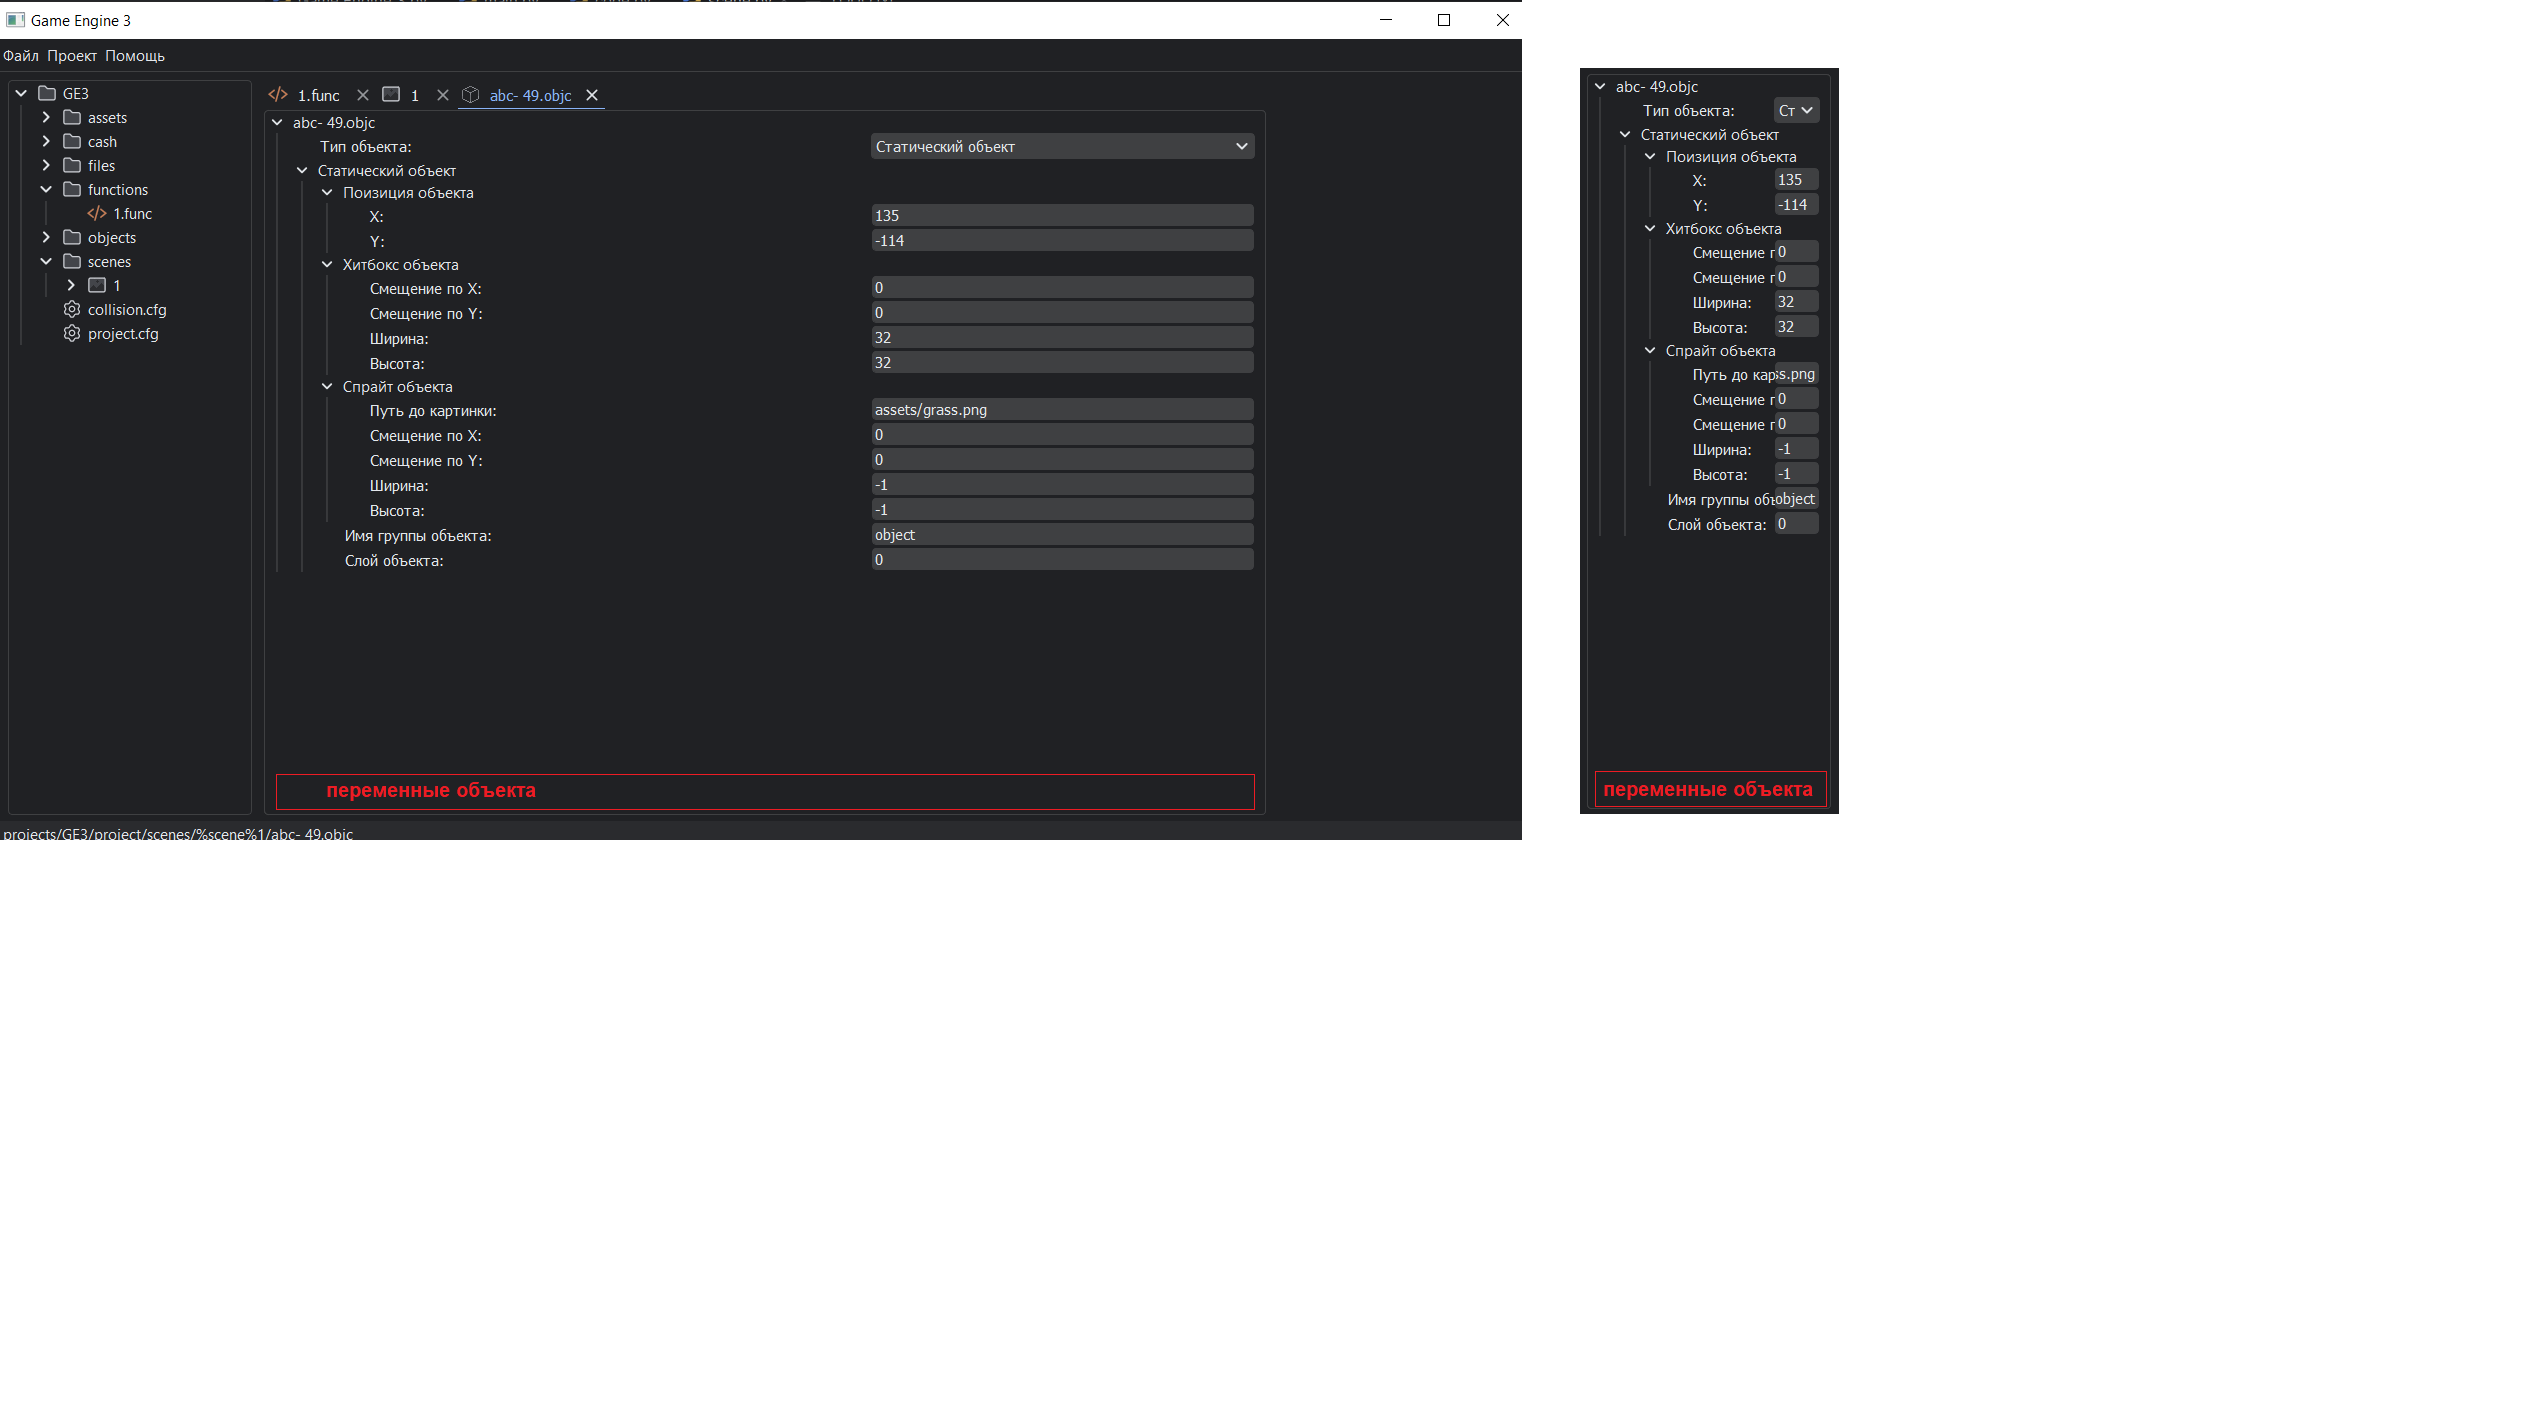 Game Engine 3
Файл Проект Помощь
GE3
assets
cash
files
functions
1.func
objects
scenes
1
collision.cfg
project.cfg
1.func
1
abc- 49.objc
abc- 49.objc
Тип объекта: Статический объект
Статический объект
Поизиция объекта
X: 135
Y: -114
Хитбокс объекта
Смещение по X: 0
Смещение по Y: 0
Ширина: 32
Высота: 32
Спрайт объекта
Путь до картинки: assets/grass.png
Смещение по X: 0
Смещение по Y: 0
Ширина: -1
Высота: -1
Имя группы объекта: object
Слой объекта: 0
переменные объекта
projects/GE3/project/scenes/%scene%1/abc- 49.objc
abc- 49.objc
Тип объекта: Ст
Статический объект
Поизиция объекта
X: 135
Y: -114
Хитбокс объекта
Смещение 0
Смещение 0
Ширина: 32
Высота: 32
Спрайт объекта
Путь до кар s.png
Смещение 0
Смещение 0
Ширина: -1
Высота: -1
Имя группы объ object
Слой объекта: 0
переменные объекта